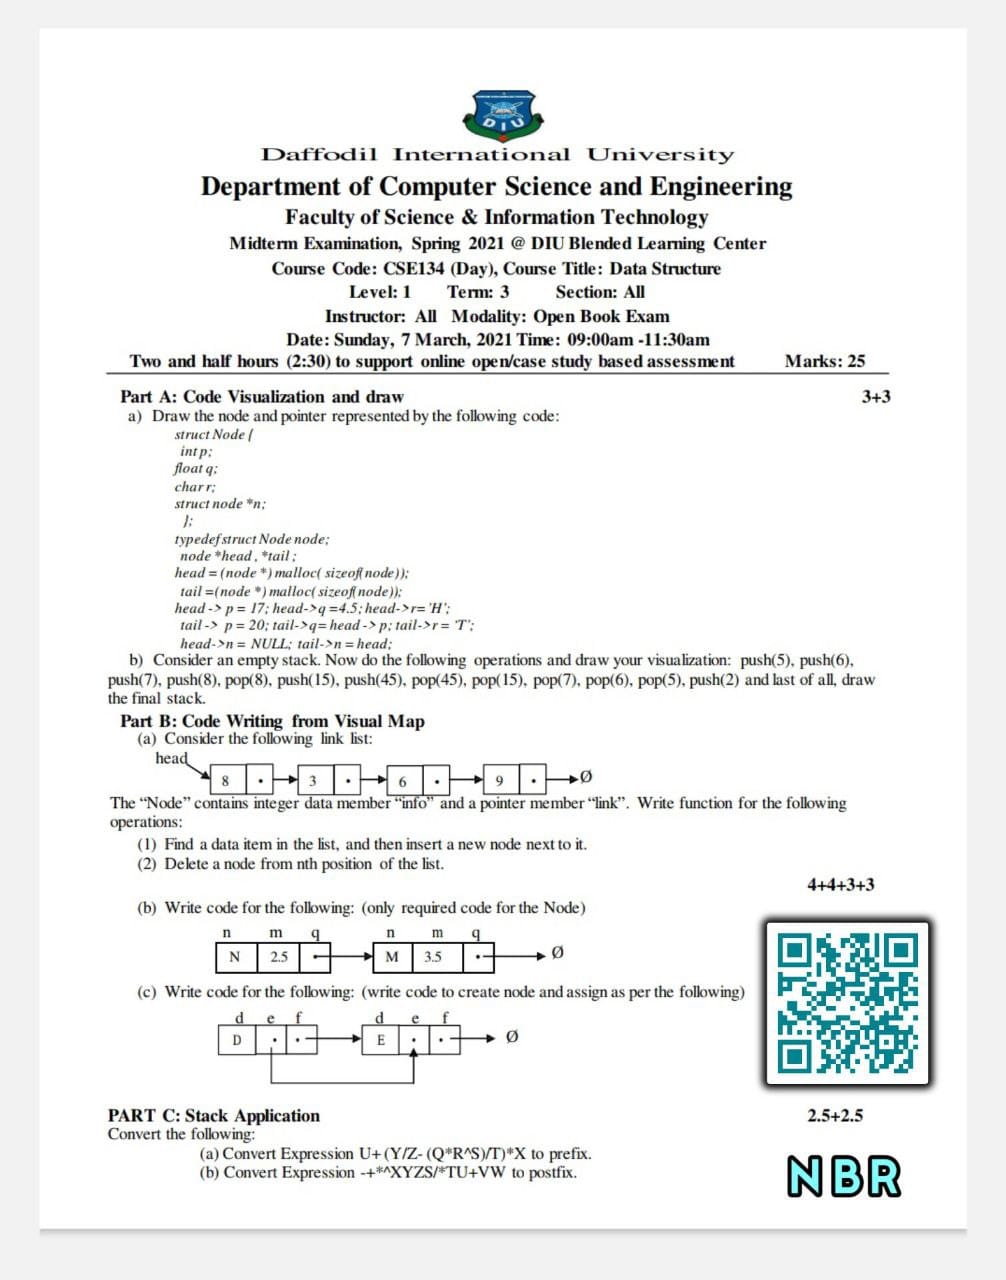 DIU
Daffodil International University
Department of Computer Science and Engineering
Faculty of Science & Information Technology
Midterm Examination, Spring 2021 @ DIU Blended Learning Center
Course Code: CSE134 (Day), Course Title: Data Structure
Level: 1 Term: 3 Section: All
Instructor: All Modality: Open Book Exam
Date: Sunday, 7 March, 2021 Time: 09:00am -11:30am
Two and half hours (2:30) to support online open/case study based assessment Marks: 25
Part A: Code Visualization and draw 3+3
a) Draw the node and pointer represented by the following code:
struct Node {
int p;
float q;
char r;
struct node *n;
};
typedef struct Node node;
node *head , *tail ;
head = (node *) malloc( sizeof( node));
tail =(node *) malloc( sizeof( node));
head -> p = 17; head->q =4.5; head->r= 'H';
tail -> p = 20; tail->q= head -> p; tail->r = 'T';
head->n = NULL; tail->n = head;
b) Consider an empty stack. Now do the following operations and draw your visualization: push(5), push(6),
push(7), push(8), pop(8), push(15), push(45), pop(45), pop(15), pop(7), pop(6), pop(5), push(2) and last of all, draw
the final stack.
Part B: Code Writing from Visual Map
(a) Consider the following link list:
head
8 . 3 . 6 . 9 . Ø
The “Node” contains integer data member “info” and a pointer member “link”. Write function for the following
operations:
(1) Find a data item in the list, and then insert a new node next to it.
(2) Delete a node from nth position of the list.
4+4+3+3
(b) Write code for the following: (only required code for the Node)
n m q n m q
N 2.5 . M 3.5 . Ø
(c) Write code for the following: (write code to create node and assign as per the following)
d e f d e f
D . . E . . Ø
PART C: Stack Application 2.5+2.5
Convert the following:
(a) Convert Expression U+(Y/Z- (Q*R^S)/T)*X to prefix.
(b) Convert Expression -+*^XYZS/*TU+VW to postfix.
NBR